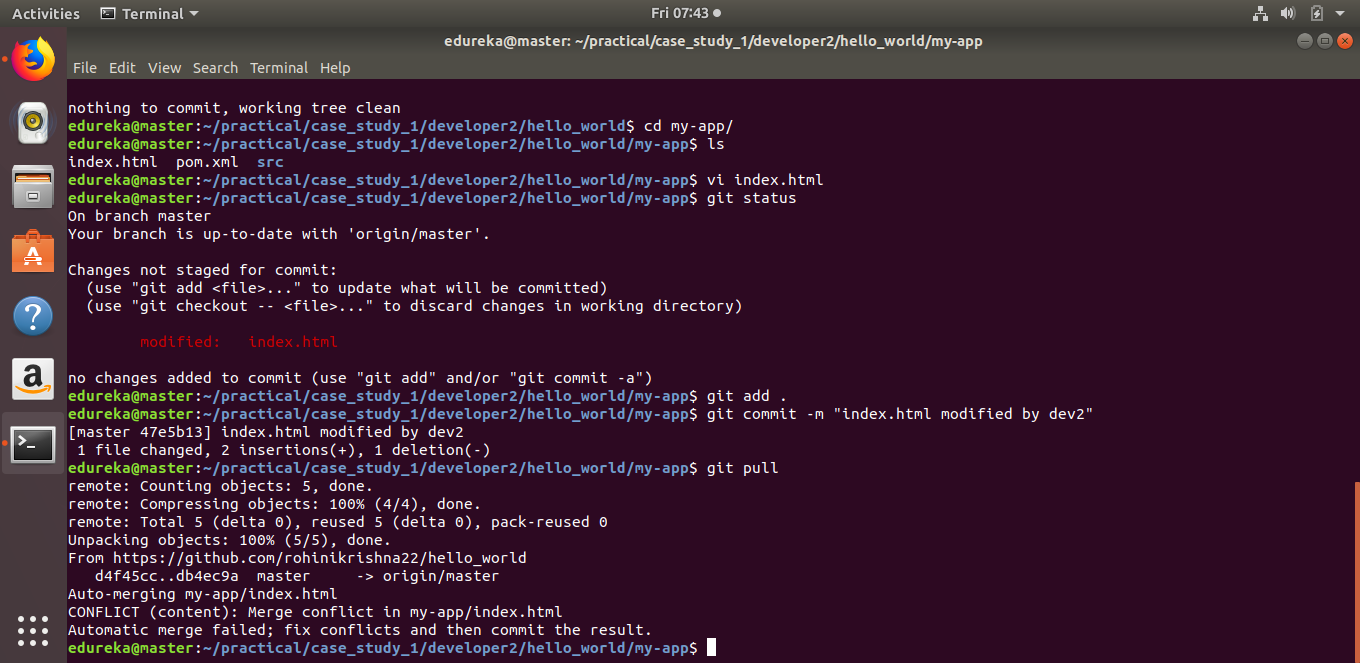 Activities Terminal Fri 07:43
edureka@master: ~/practical/case_study_1/developer2/hello_world/my-app
File Edit View Search Terminal Help
nothing to commit, working tree clean
edureka@master:~/practical/case_study_1/developer2/hello_world$ cd my-app/
edureka@master:~/practical/case_study_1/developer2/hello_world/my-app$ ls
index.html  pom.xml  src
edureka@master:~/practical/case_study_1/developer2/hello_world/my-app$ vi index.html
edureka@master:~/practical/case_study_1/developer2/hello_world/my-app$ git status
On branch master
Your branch is up-to-date with 'origin/master'.
Changes not staged for commit:
  (use "git add <file>..." to update what will be committed)
  (use "git checkout -- <file>..." to discard changes in working directory)
        modified:   index.html
no changes added to commit (use "git add" and/or "git commit -a")
edureka@master:~/practical/case_study_1/developer2/hello_world/my-app$ git add .
edureka@master:~/practical/case_study_1/developer2/hello_world/my-app$ git commit -m "index.html modified by dev2"
[master 47e5b13] index.html modified by dev2
 1 file changed, 2 insertions(+), 1 deletion(-)
edureka@master:~/practical/case_study_1/developer2/hello_world/my-app$ git pull
remote: Counting objects: 5, done.
remote: Compressing objects: 100% (4/4), done.
remote: Total 5 (delta 0), reused 5 (delta 0), pack-reused 0
Unpacking objects: 100% (5/5), done.
From https://github.com/rohinikrishna22/hello_world
   d4f45cc..db4ec9a  master     -> origin/master
Auto-merging my-app/index.html
CONFLICT (content): Merge conflict in my-app/index.html
Automatic merge failed; fix conflicts and then commit the result.
edureka@master:~/practical/case_study_1/developer2/hello_world/my-app$